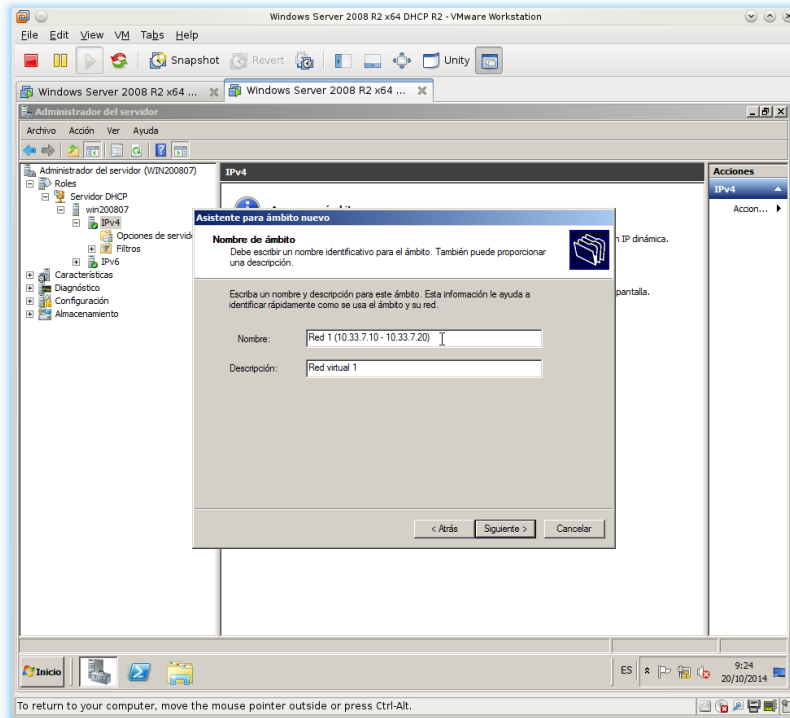 Windows Server 2008 R2 x64 DHCP R2 - VMware Workstation
File Edit View VM Tabs Help
Snapshot Revert Unity
Windows Server 2008 R2 x64 ... Windows Server 2008 R2 x64 ...
Administrador del servidor
Archivo Acción Ver Ayuda
Administrador del servidor (WIN200807)
Roles
Servidor DHCP
win200807
IPv4
Opciones de servid
Filtros
IPv6
Características
Diagnóstico
Configuración
Almacenamiento
IPv4
n IP dinámica.
pantalla.
Acciones
IPv4
Accion...
Asistente para ámbito nuevo
Nombre de ámbito
Debe escribir un nombre identificativo para el ámbito. También puede proporcionar
una descripción.
Escriba un nombre y descripción para este ámbito. Esta información le ayuda a
identificar rápidamente como se usa el ámbito y su red.
Nombre: Red 1 (10.33.7.10 - 10.33.7.20)
Descripción: Red virtual 1
< Atrás Siguiente > Cancelar
Inicio
ES
9:24
20/10/2014
To return to your computer, move the mouse pointer outside or press Ctrl-Alt.